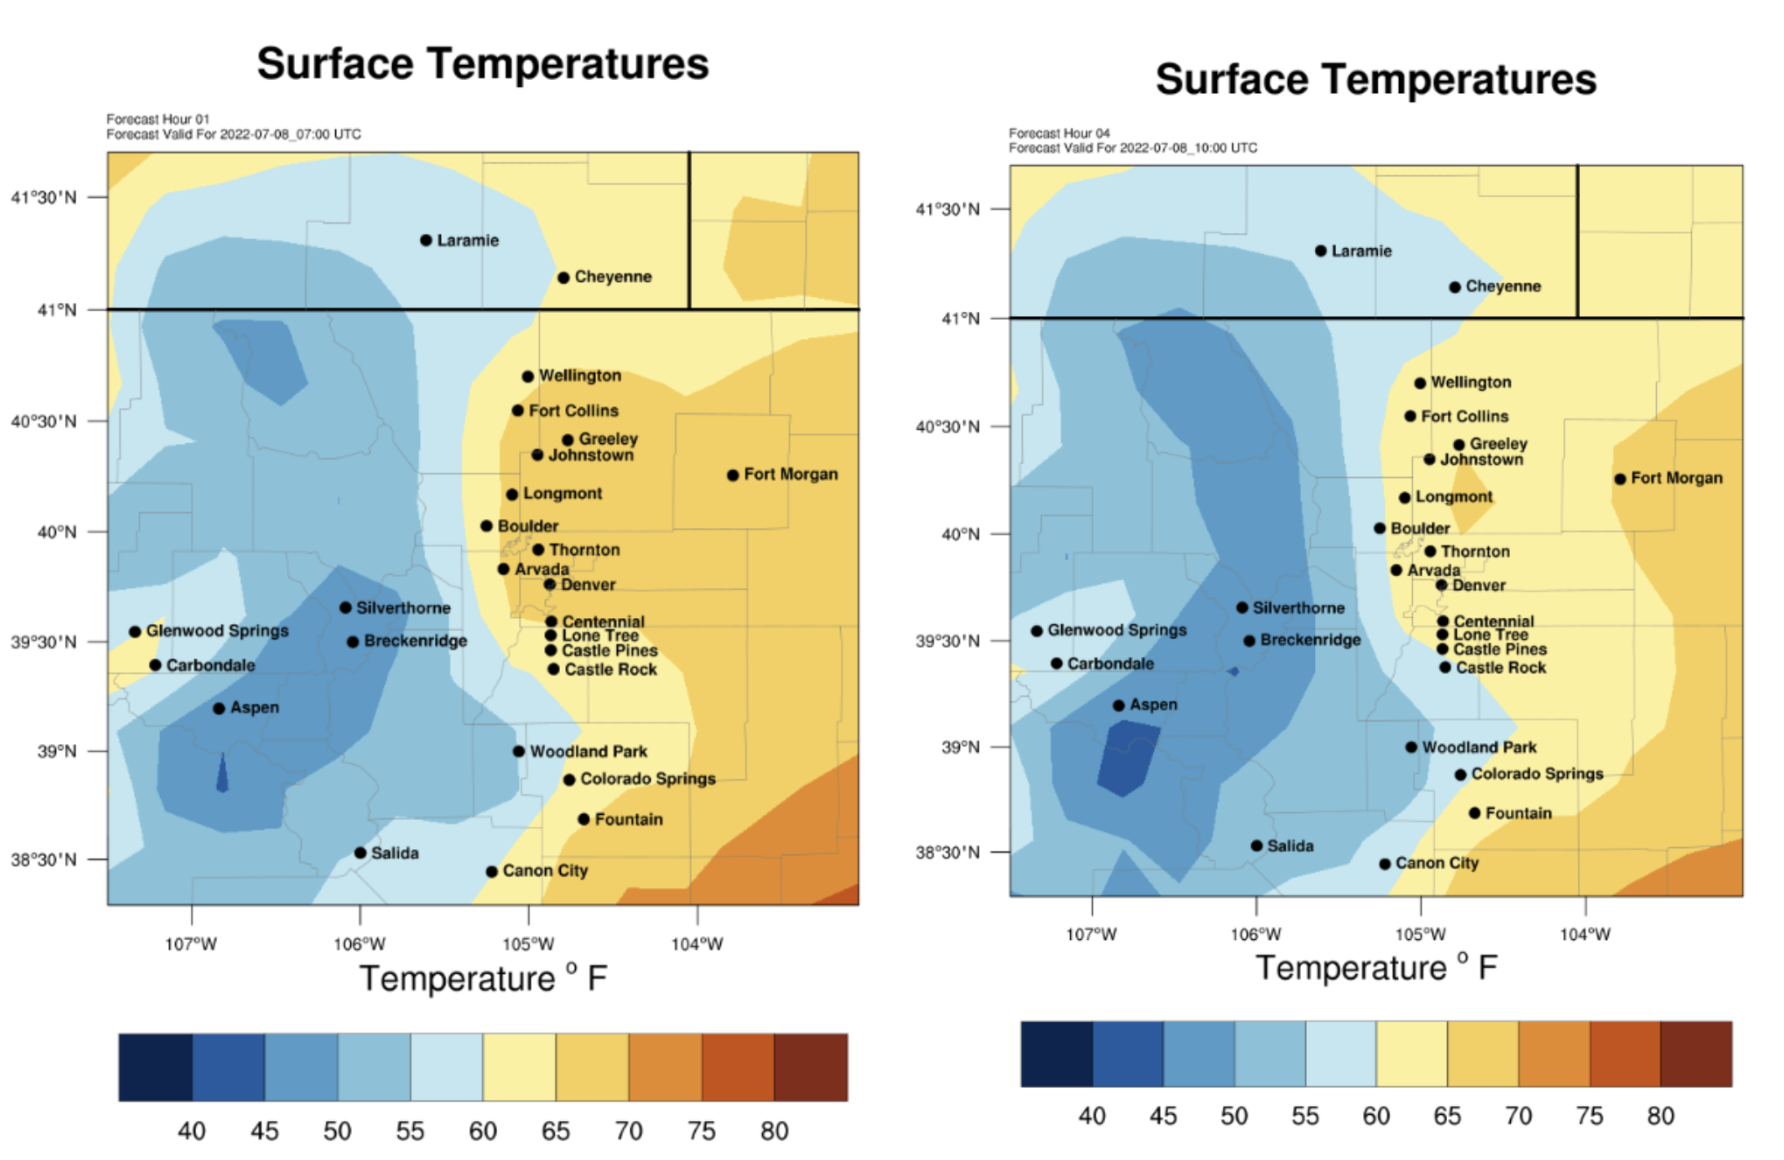 Surface Temperatures
Forecast Hour 01
Forecast Valid For 2022-07-08_07:00 UTC
41°30'N
Laramie
Cheyenne
41°N
Wellington
40°30'N
Fort Collins
Greeley
Johnstown
Fort Morgan
Longmont
40°N
Boulder
Thornton
Arvada
Denver
Silverthorne
Centennial
Glenwood Springs
Lone Tree
39°30'N
Breckenridge
Castle Pines
Carbondale
Castle Rock
Aspen
39°N
Woodland Park
Colorado Springs
Fountain
38°30'N
Salida
Canon City
107°W 106°W 105°W 104°W
Temperature ° F
40 45 50 55 60 65 70 75 80
Surface Temperatures
Forecast Hour 04
Forecast Valid For 2022-07-08_10:00 UTC
41°30'N
Laramie
Cheyenne
41°N
Wellington
40°30'N
Fort Collins
Greeley
Johnstown
Fort Morgan
Longmont
40°N
Boulder
Thornton
Arvada
Denver
Silverthorne
Centennial
Glenwood Springs
Lone Tree
39°30'N
Breckenridge
Castle Pines
Carbondale
Castle Rock
Aspen
39°N
Woodland Park
Colorado Springs
Fountain
38°30'N
Salida
Canon City
107°W 106°W 105°W 104°W
Temperature ° F
40 45 50 55 60 65 70 75 80